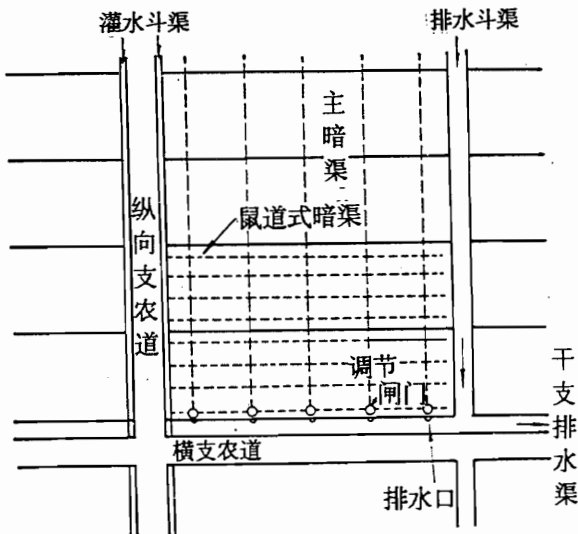 灌水斗渠
排水斗渠
主暗渠
鼠道式暗渠
纵向支农道
调节
闸门
干支排水渠
横支农道
排水口